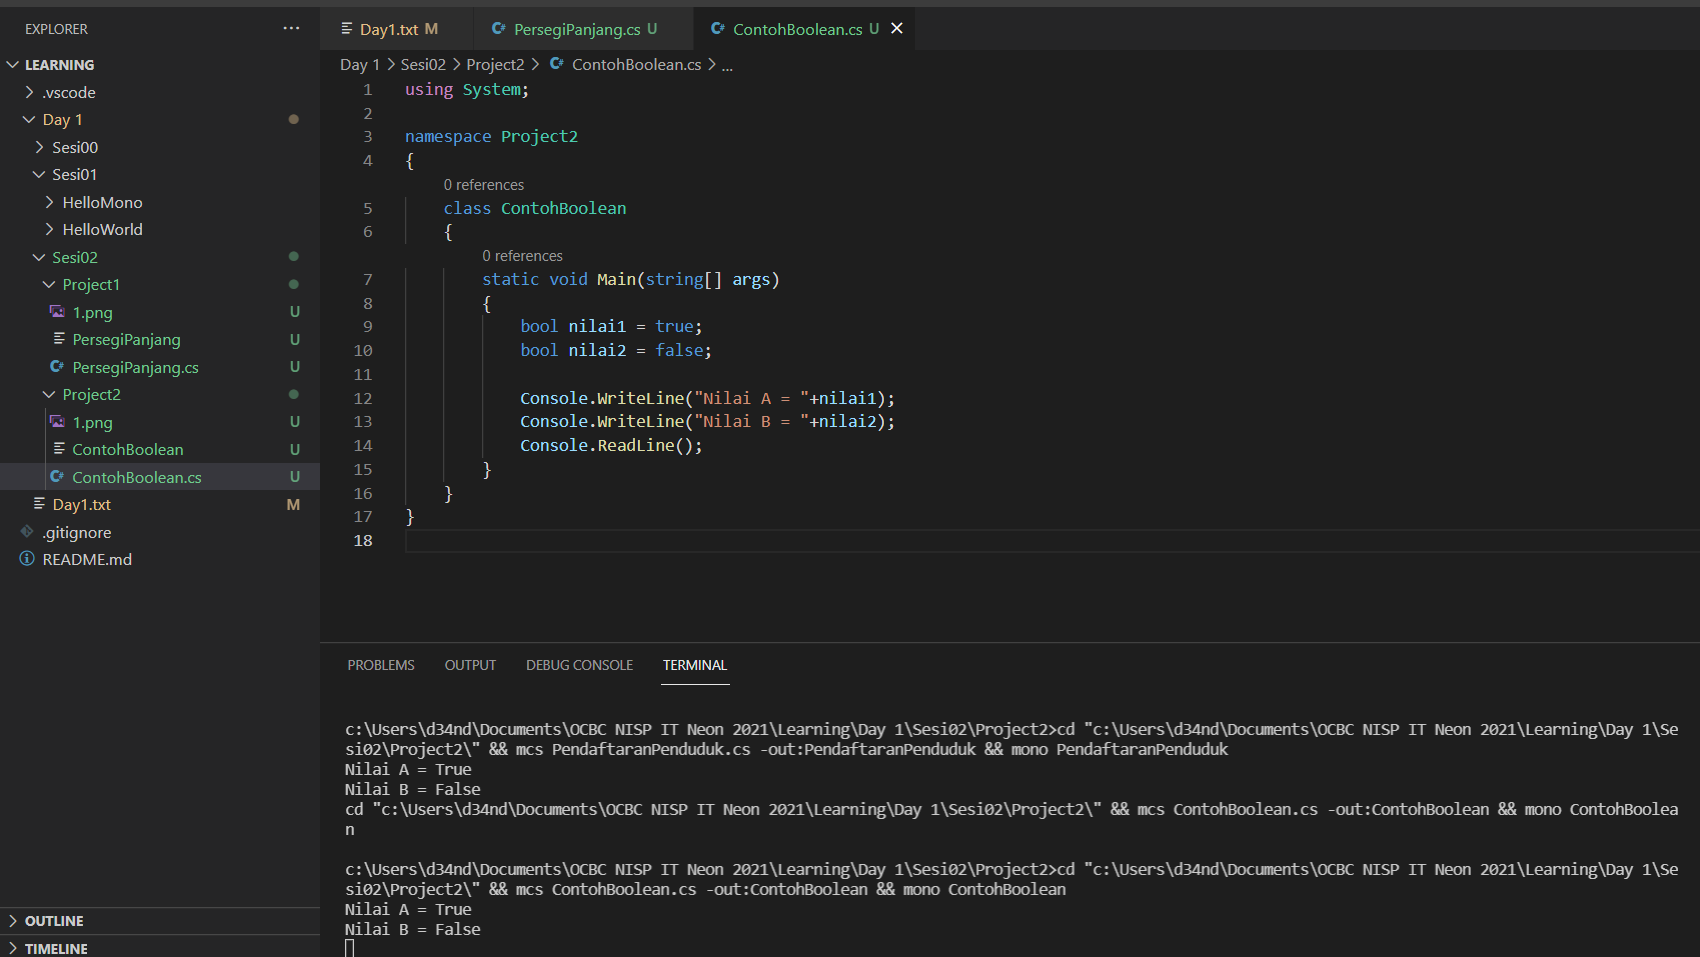 EXPLORER
LEARNING
.vscode
Day 1
Sesi00
Sesi01
HelloMono
HelloWorld
Sesi02
Project1
1.png U
PersegiPanjang U
PersegiPanjang.cs U
Project2
1.png U
ContohBoolean U
ContohBoolean.cs U
Day1.txt M
.gitignore
README.md
OUTLINE
TIMELINE
Day1.txt M PersegiPanjang.cs U ContohBoolean.cs U
Day 1 > Sesi02 > Project2 > ContohBoolean.cs > ...
1 using System;
2
3 namespace Project2
4 {
0 references
5 class ContohBoolean
6 {
0 references
7 static void Main(string[] args)
8 {
9 bool nilai1 = true;
10 bool nilai2 = false;
11
12 Console.WriteLine("Nilai A = "+nilai1);
13 Console.WriteLine("Nilai B = "+nilai2);
14 Console.ReadLine();
15 }
16 }
17 }
18
PROBLEMS OUTPUT DEBUG CONSOLE TERMINAL
c:\Users\d34nd\Documents\OCBC NISP IT Neon 2021\Learning\Day 1\Sesi02\Project2>cd "c:\Users\d34nd\Documents\OCBC NISP IT Neon 2021\Learning\Day 1\Se
si02\Project2\" && mcs PendaftaranPenduduk.cs -out:PendaftaranPenduduk && mono PendaftaranPenduduk
Nilai A = True
Nilai B = False
cd "c:\Users\d34nd\Documents\OCBC NISP IT Neon 2021\Learning\Day 1\Sesi02\Project2\" && mcs ContohBoolean.cs -out:ContohBoolean && mono ContohBoolea
n
c:\Users\d34nd\Documents\OCBC NISP IT Neon 2021\Learning\Day 1\Sesi02\Project2>cd "c:\Users\d34nd\Documents\OCBC NISP IT Neon 2021\Learning\Day 1\Se
si02\Project2\" && mcs ContohBoolean.cs -out:ContohBoolean && mono ContohBoolean
Nilai A = True
Nilai B = False